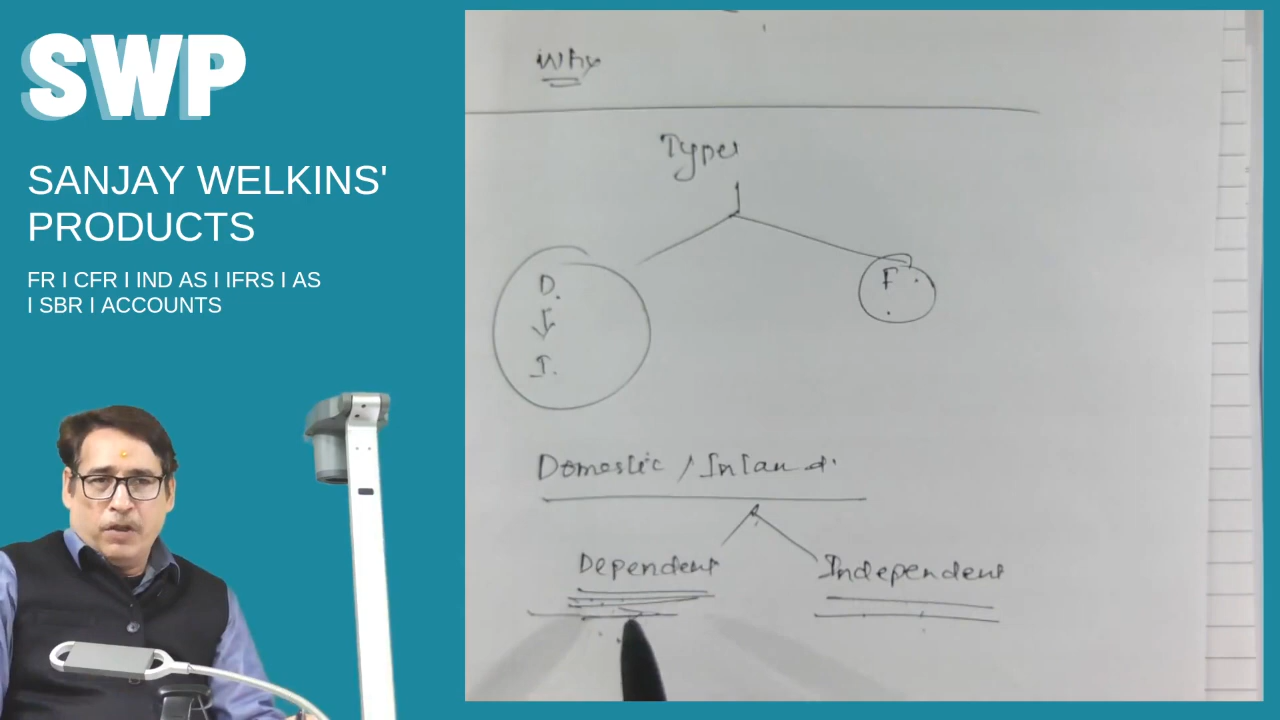 SWP
SANJAY WELKINS'
PRODUCTS
FR I CFR I IND AS I IFRS I AS
I SBR I ACCOUNTS
Why
Types
D.
I.
F.
Domestic / Inland.
Dependent
Independent